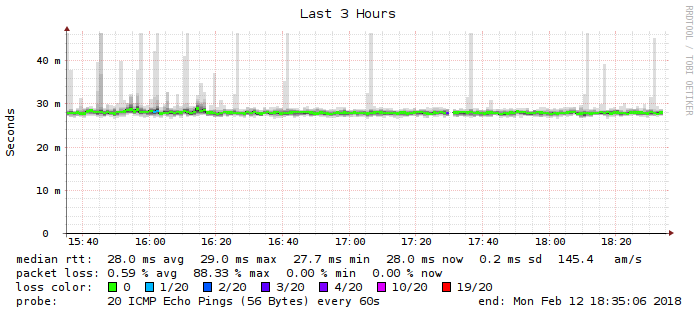 Last 3 Hours
RRDTOOL / TOBI OETIKER
Seconds
40 m
30 m
20 m
10 m
0
15:40 16:00 16:20 16:40 17:00 17:20 17:40 18:00 18:20
median rtt: 28.0 ms avg 29.0 ms max 27.7 ms min 28.0 ms now 0.2 ms sd 145.4 am/s
packet loss: 0.59 % avg 88.33 % max 0.00 % min 0.00 % now
loss color: 0 1/20 2/20 3/20 4/20 10/20 19/20
probe: 20 ICMP Echo Pings (56 Bytes) every 60s end: Mon Feb 12 18:35:06 2018